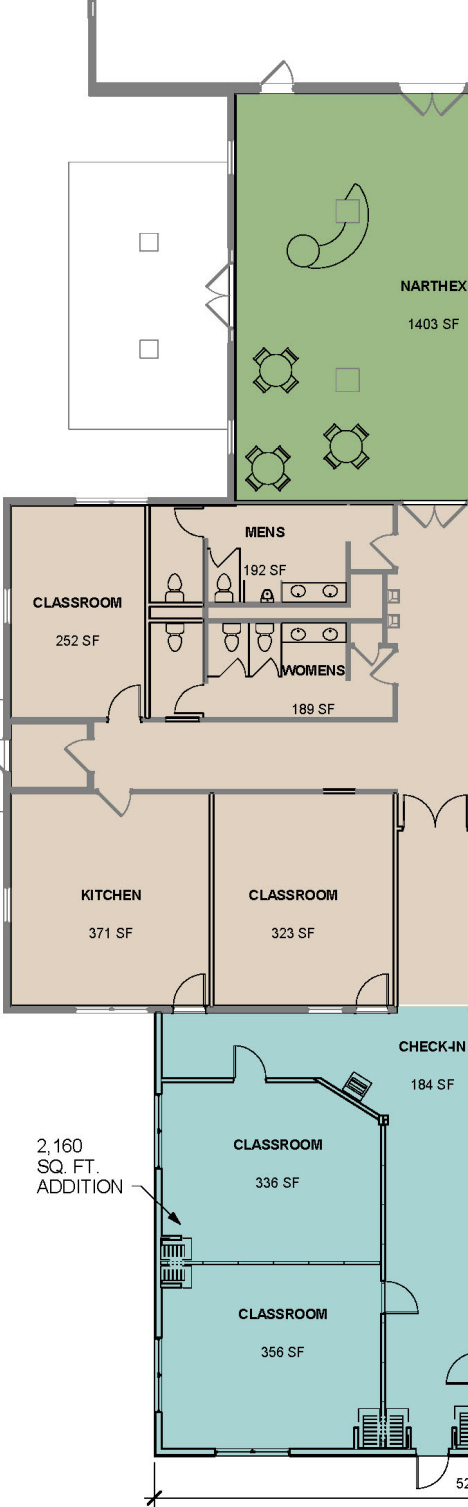 NARTHEX
1403 SF
MENS
192 SF
CLASSROOM
252 SF
WOMENS
189 SF
KITCHEN
371 SF
CLASSROOM
323 SF
CHECK-IN
184 SF
2,160
SQ. FT.
ADDITION
CLASSROOM
336 SF
CLASSROOM
356 SF
52